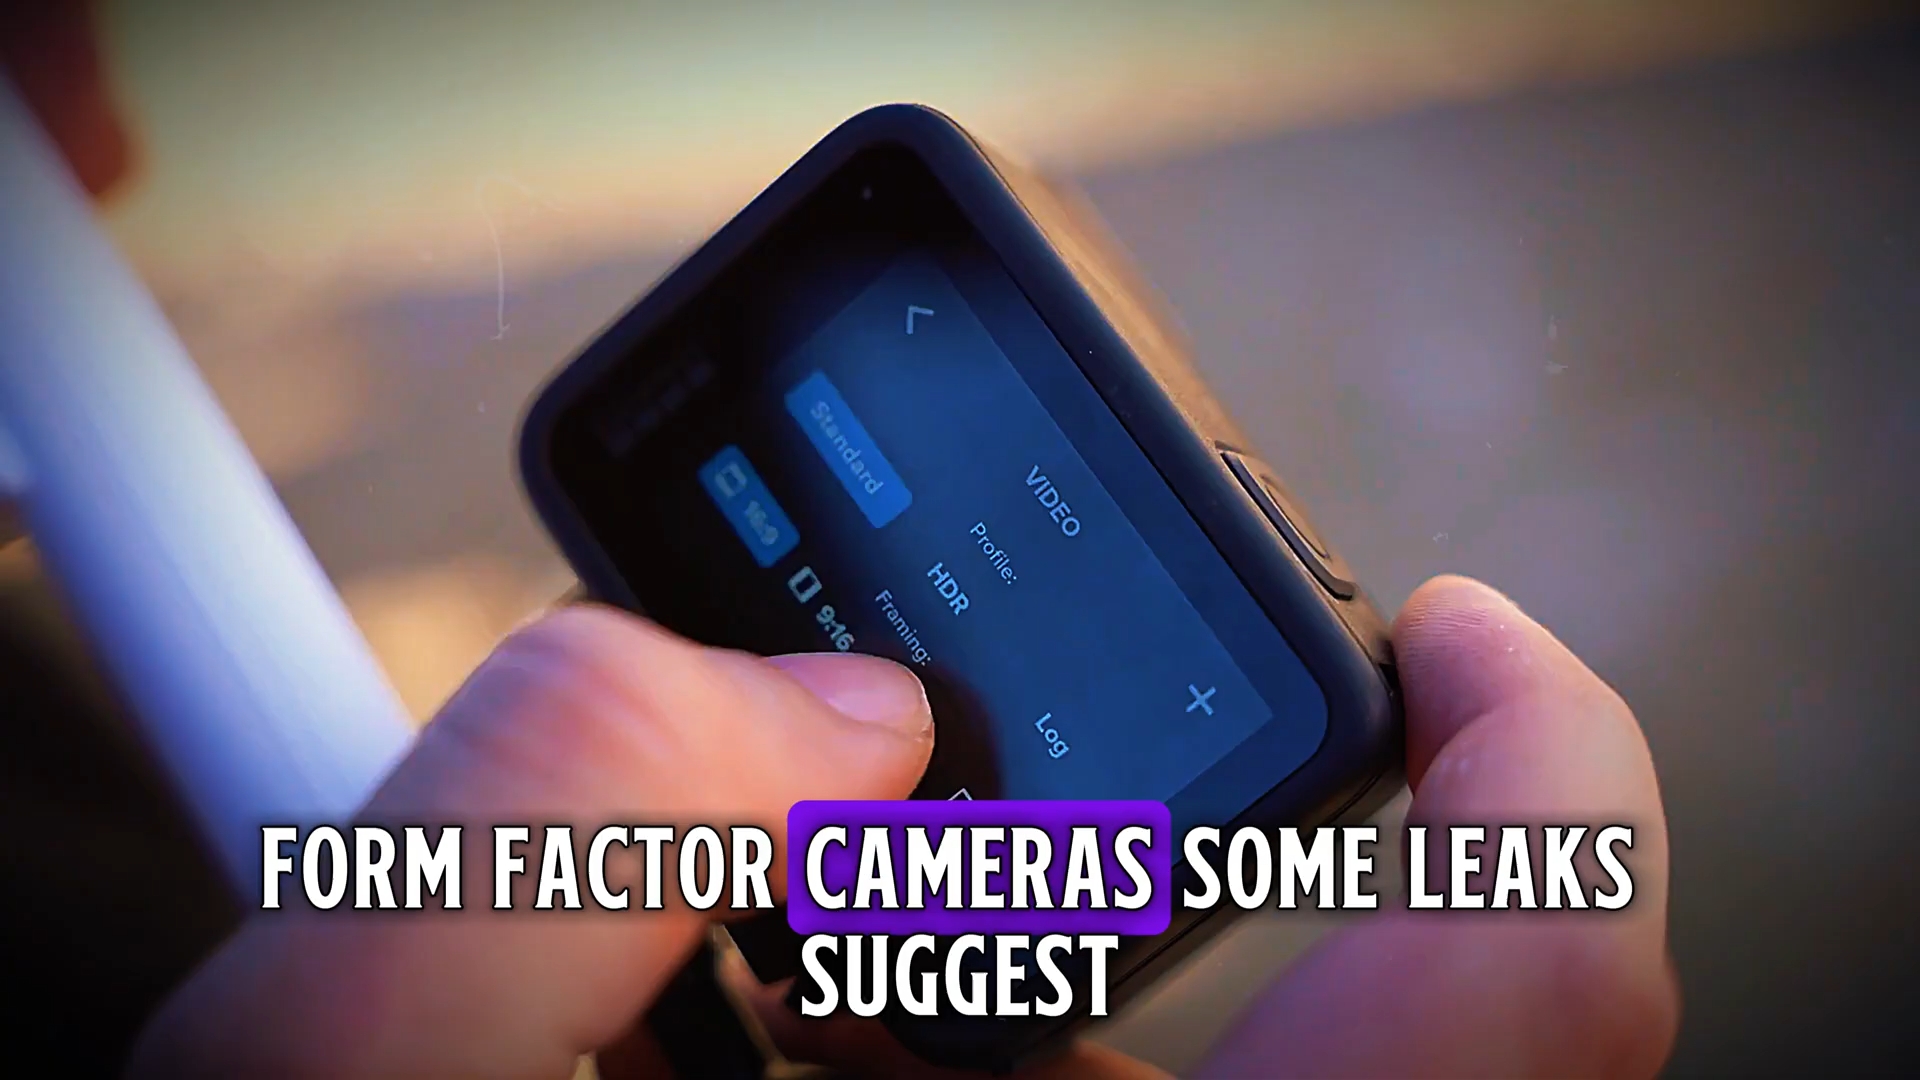 VIDEO
Profile:
Standard
HDR
Log
Framing:
16:9
9:16
FORM FACTOR CAMERAS SOME LEAKS
SUGGEST